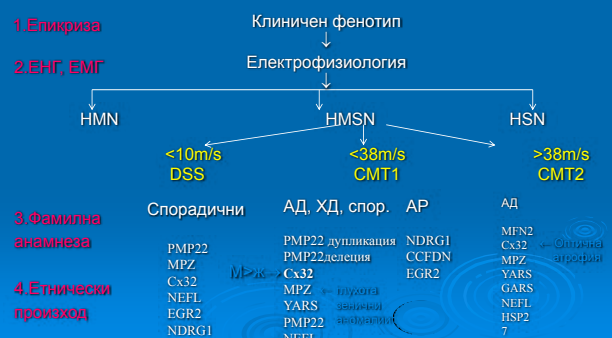 1.Епикриза
Клиничен фенотип
↓
2.ЕНГ, ЕМГ
Електрофизиология
↓
HMN HMSN HSN
<10m/s <38m/s >38m/s
DSS CMT1 CMT2
3.Фамилна
анамнеза
4.Етнически
произход
Спорадични
PMP22
MPZ
Cx32
NEFL
EGR2
NDRG1
М>ж→
АД, ХД, спор.
PMP22 дупликация
PMP22делеция
Cx32
MPZ ← глухота
YARS зенични
PMP22 аномалии
NEFL
АР
NDRG1
CCFDN
EGR2
АД
MFN2
Cx32 ← Оптична
MPZ атрофия
YARS
GARS
NEFL
HSP2
7